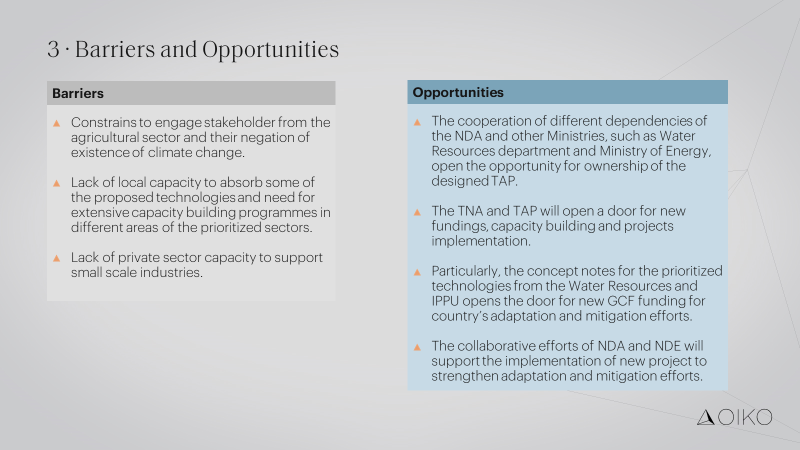 3 · Barriers and Opportunities
Barriers
Constrains to engage stakeholder from the
agricultural sector and their negation of
existence of climate change.
Lack of local capacity to absorb some of
the proposed technologies and need for
extensive capacity building programmes in
different areas of the prioritized sectors.
Lack of private sector capacity to support
small scale industries.
Opportunities
The cooperation of different dependencies of
the NDA and other Ministries, such as Water
Resources department and Ministry of Energy,
open the opportunity for ownership of the
designed TAP.
The TNA and TAP will open a door for new
fundings, capacity building and projects
implementation.
Particularly, the concept notes for the prioritized
technologies from the Water Resources and
IPPU opens the door for new GCF funding for
country's adaptation and mitigation efforts.
The collaborative efforts of NDA and NDE will
support the implementation of new project to
strengthen adaptation and mitigation efforts.
OIKO